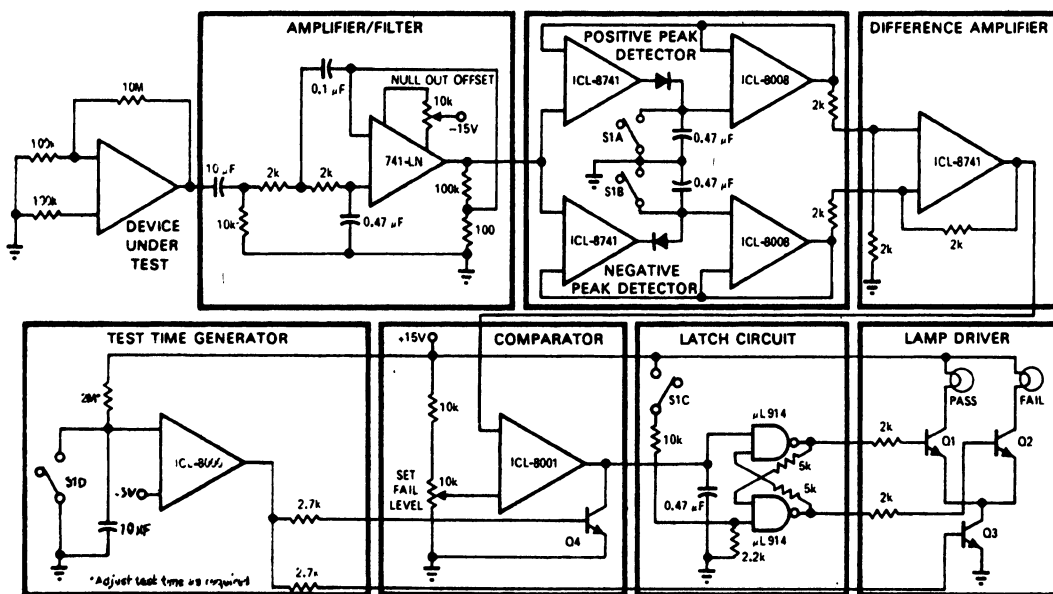 AMPLIFIER/FILTER
POSITIVE PEAK
DETECTOR
DIFFERENCE AMPLIFIER
10M
100k
100k
DEVICE
UNDER
TEST
10 µF
10k
2k
2k
0.1 µF
0.47 µF
NULL OUT OFFSET
10k
-15V
741-LN
100k
100
ICL-8741
ICL-8008
S1A
S1B
0.47 µF
0.47 µF
ICL-8741
ICL-8008
NEGATIVE
PEAK DETECTOR
2k
2k
2k
ICL-8741
2k
TEST TIME GENERATOR
COMPARATOR
LATCH CIRCUIT
LAMP DRIVER
2M*
S1D
ICL-8000
10µF
2.7k
2.7k
*Adjust test time as required
+15V
10k
SET
FAIL
LEVEL
10k
ICL-8001
Q4
S1C
10k
0.47 µF
2.2k
µL914
5k
5k
µL914
2k
2k
PASS
FAIL
Q1
Q2
Q3